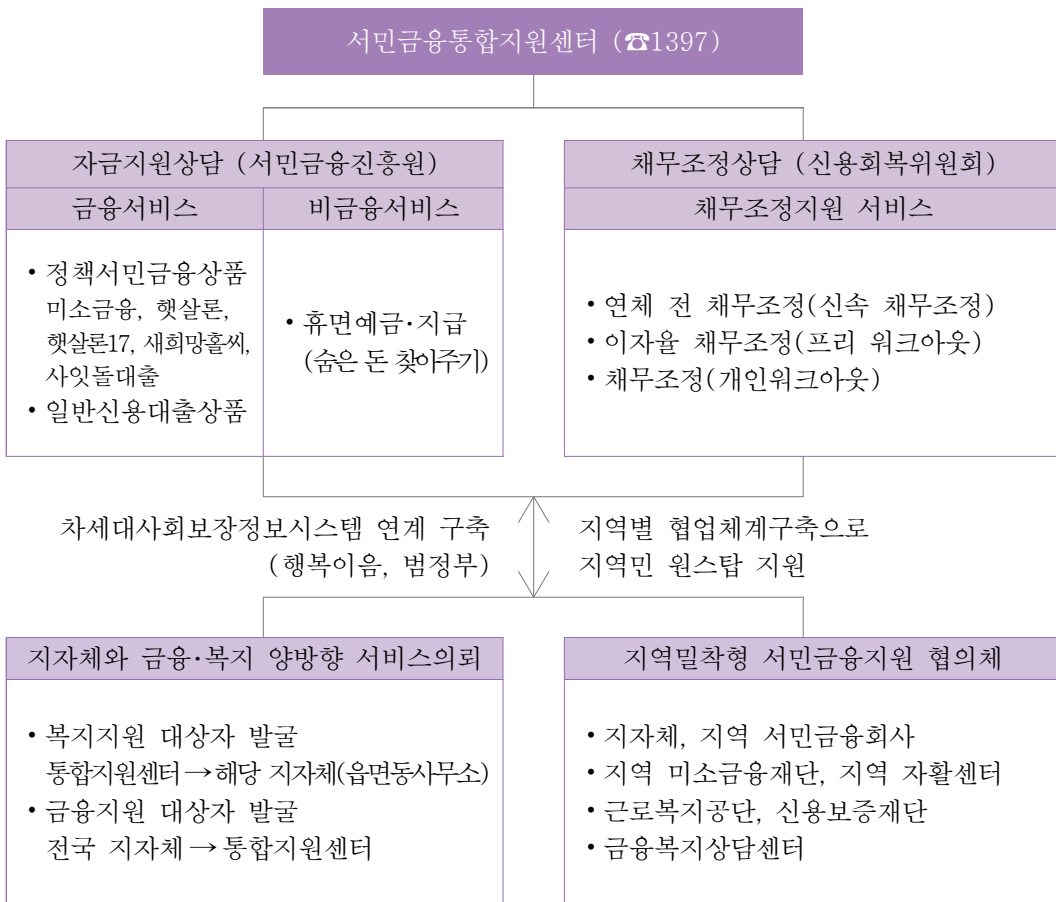 서민금융통합지원센터 (☎1397)
자금지원상담 (서민금융진흥원)
금융서비스
비금융서비스
• 정책서민금융상품
미소금융, 햇살론,
햇살론17, 새희망홀씨,
사잇돌대출
• 일반신용대출상품
• 휴면예금·지급
(숨은 돈 찾아주기)
채무조정상담 (신용회복위원회)
채무조정지원 서비스
• 연체 전 채무조정(신속 채무조정)
• 이자율 채무조정(프리 워크아웃)
• 채무조정(개인워크아웃)
차세대사회보장정보시스템 연계 구축
(행복이음, 범정부)
지역별 협업체계구축으로
지역민 원스탑 지원
지자체와 금융·복지 양방향 서비스의뢰
• 복지지원 대상자 발굴
통합지원센터→해당 지자체(읍면동사무소)
• 금융지원 대상자 발굴
전국 지자체→통합지원센터
지역밀착형 서민금융지원 협의체
• 지자체, 지역 서민금융회사
• 지역 미소금융재단, 지역 자활센터
• 근로복지공단, 신용보증재단
• 금융복지상담센터